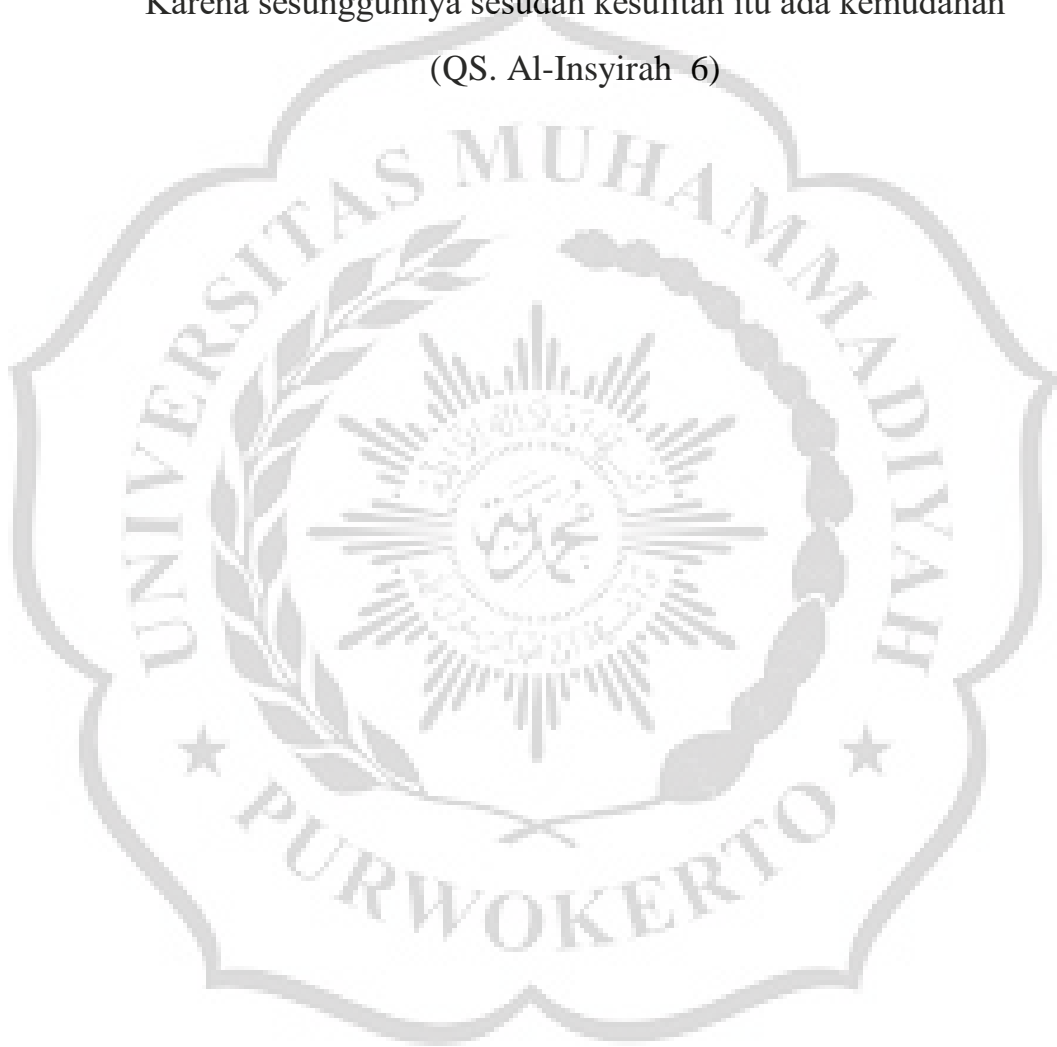 Karena sesungguhnya sesudah kesulitan itu ada kemudahan
(QS. Al-Insyirah 6)
UNIVERSITAS MUHAMMADIYAH
PURWOKERTO